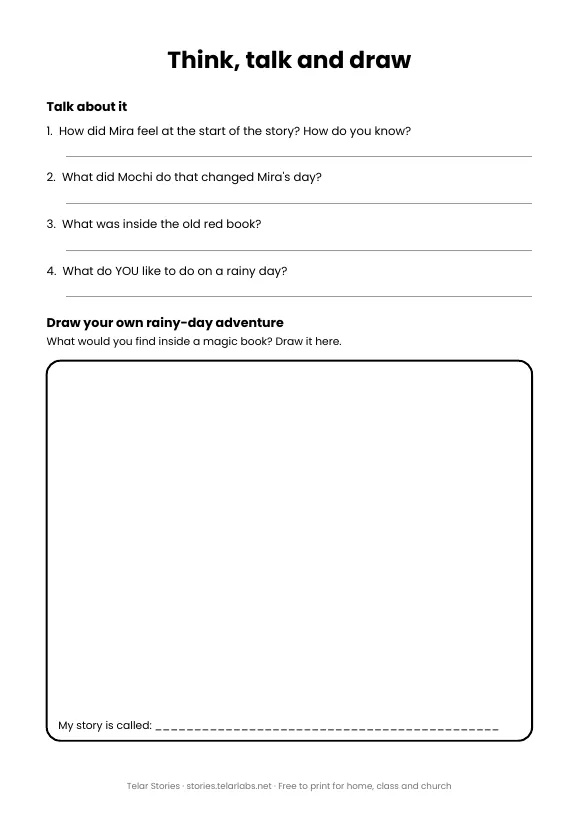 Think, talk and draw
Talk about it
1. How did Mira feel at the start of the story? How do you know?
2. What did Mochi do that changed Mira's day?
3. What was inside the old red book?
4. What do YOU like to do on a rainy day?
Draw your own rainy-day adventure
What would you find inside a magic book? Draw it here.
My story is called: ____________________________________________
Telar Stories · stories.telarlabs.net · Free to print for home, class and church